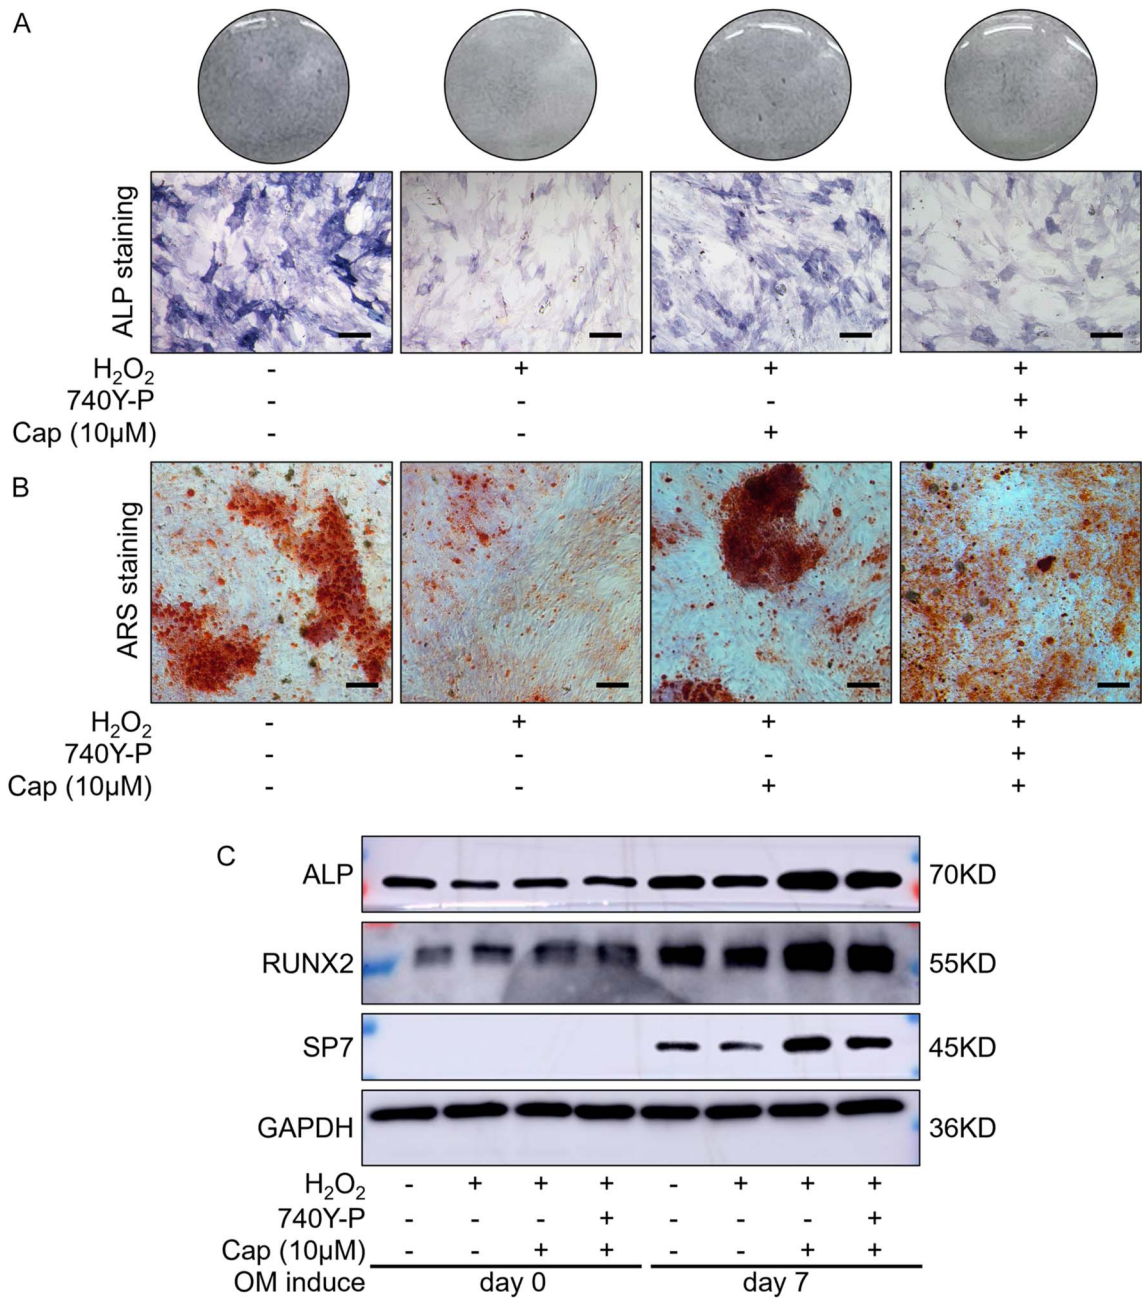 A
ALP staining
H₂O₂ - + + +
740Y-P - - - +
Cap (10μM) - - + +
B
ARS staining
H₂O₂ - + + +
740Y-P - - - +
Cap (10μM) - - + +
C
ALP 70KD
RUNX2 55KD
SP7 45KD
GAPDH 36KD
H₂O₂ - + + + - + + +
740Y-P - - - + - - - +
Cap (10μM) - - + + - - + +
OM induce day 0 day 7